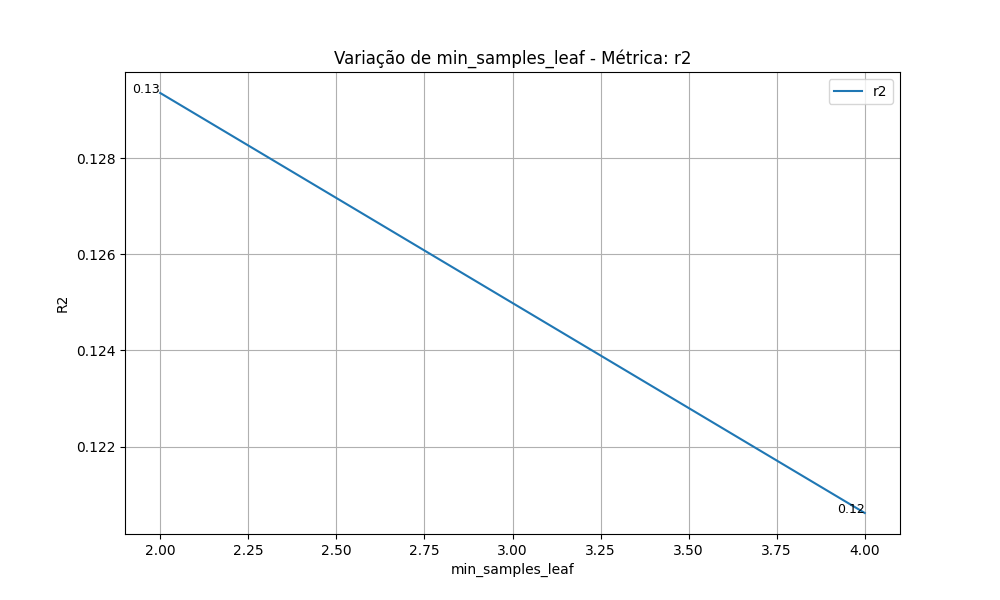 Variação de min_samples_leaf - Métrica: r2
r2
0.13
0.12
R2
0.128
0.126
0.124
0.122
2.00 2.25 2.50 2.75 3.00 3.25 3.50 3.75 4.00
min_samples_leaf